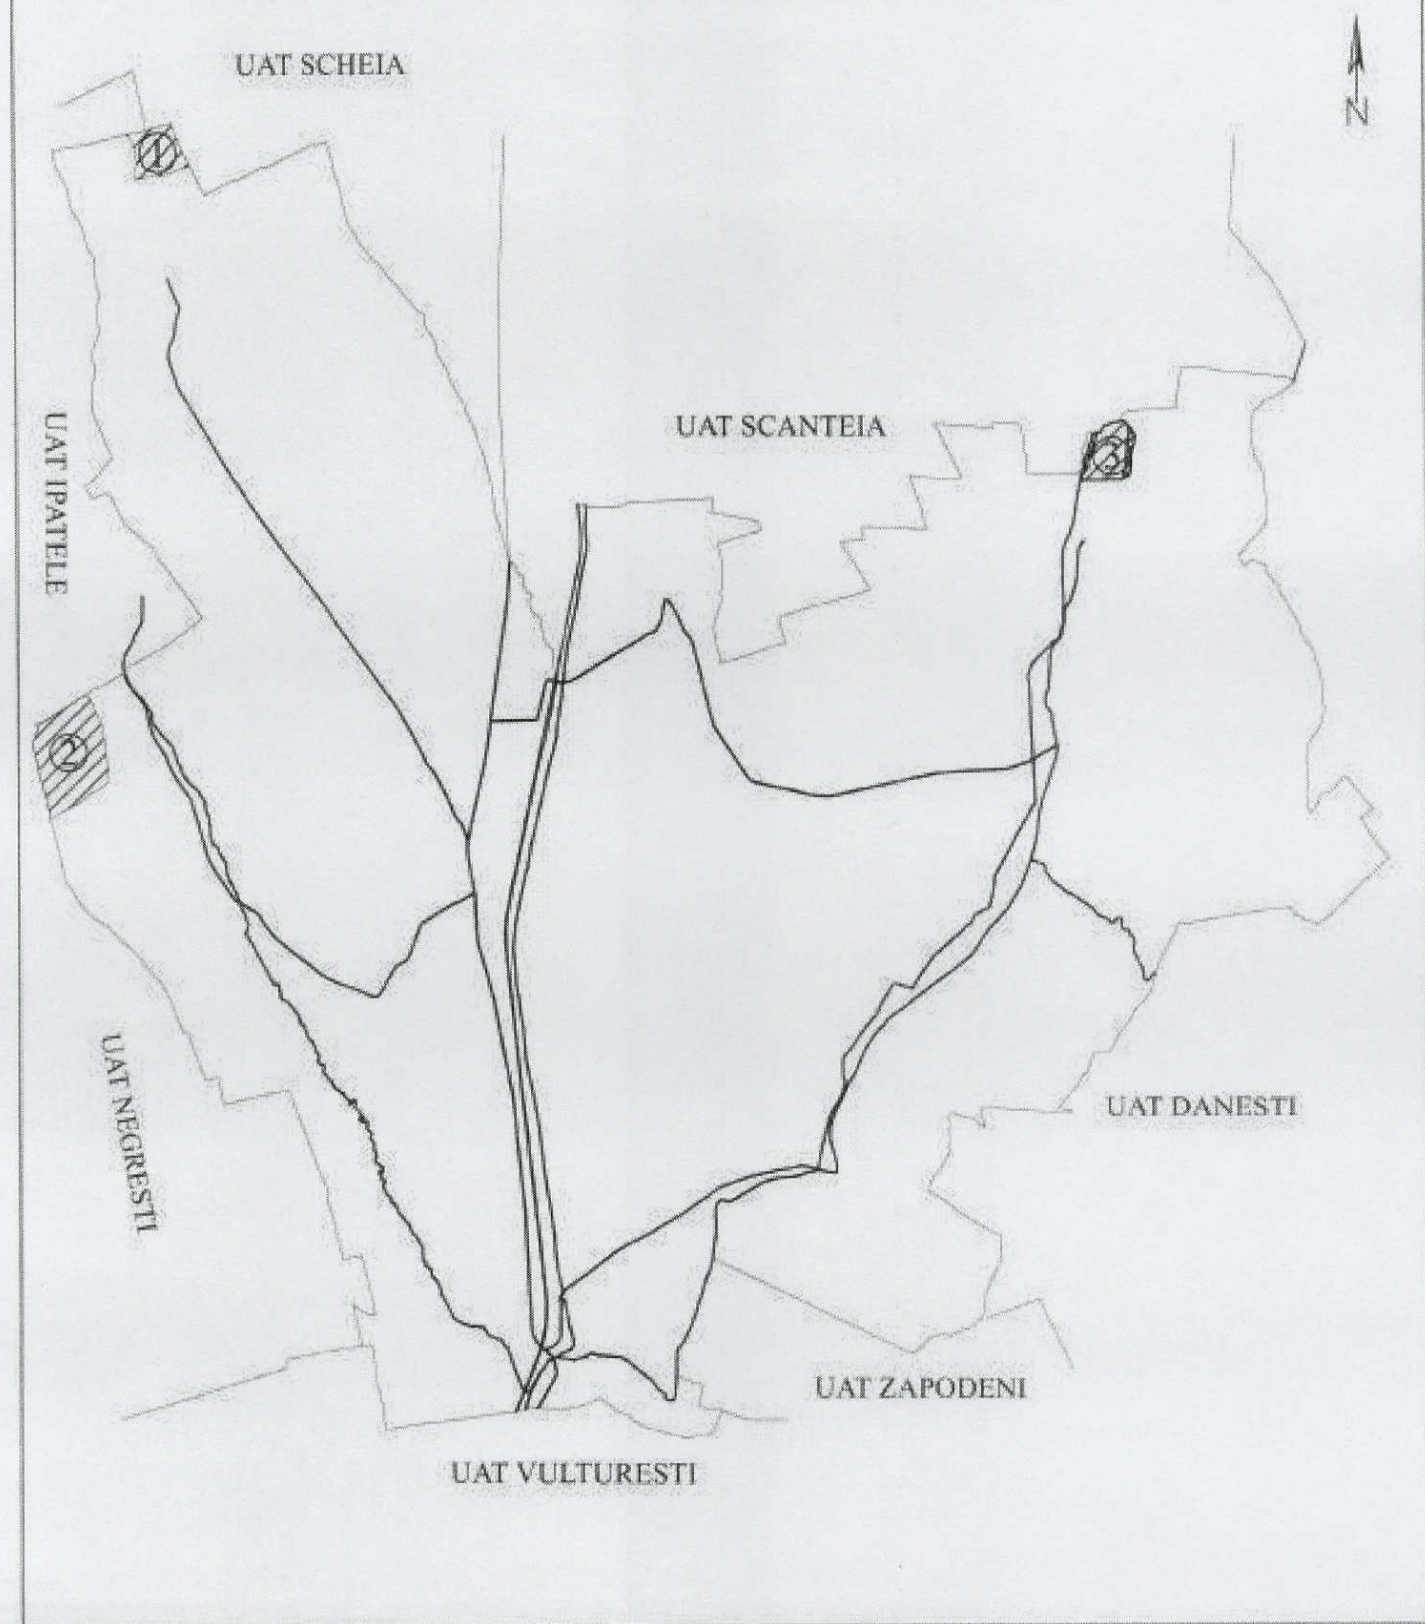 UAT SCHEIA
N
1
UAT IPATELE
UAT SCANTEIA
3
2
UAT NEGRESTI
UAT DANESTI
UAT ZAPODENI
UAT VULTURESTI